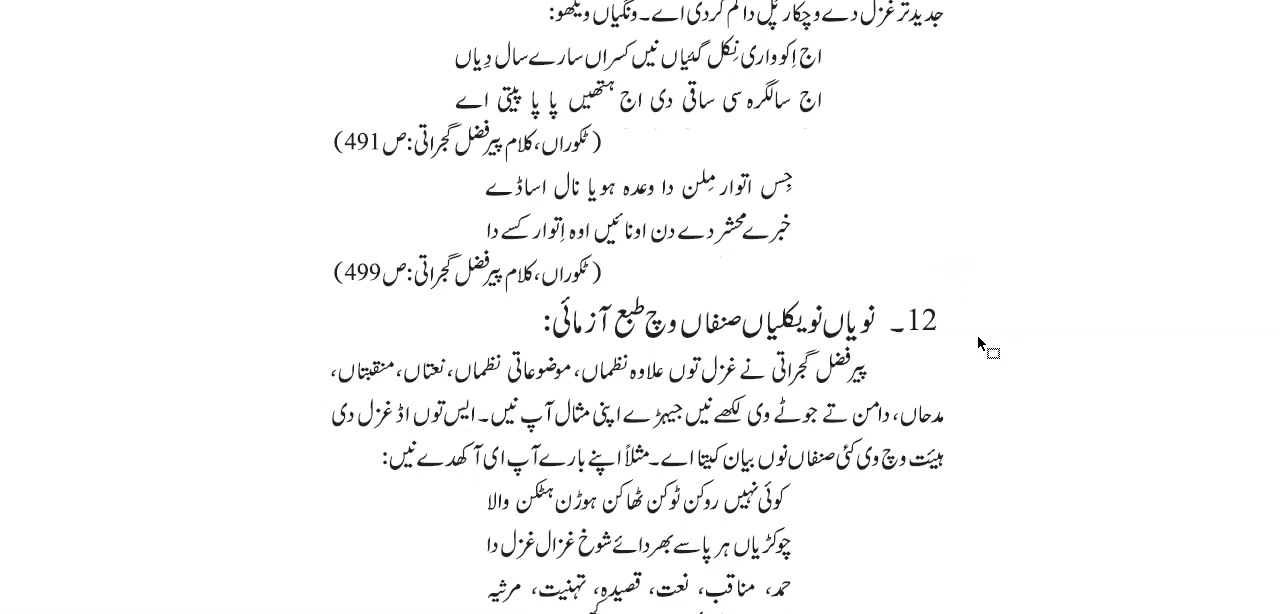 جدیدتر غزل دے وچکار پُل دا کم کردی اے۔ ونگیاں ویکھو:
اج اِکو واری نِکل گئیاں نیں کسراں سارے سال دِیاں
اج سالگرہ سی ساقی دی اج ہتھیں پا پا پیتی اے
(ٹکوراں، کلام پیر فضل گجراتی: ص491)
جِس اتوار مِلن دا وعدہ ہویا نال اساڈے
خبرے محشر دے دن اونائیں اوہ اِتوار کسے دا
(ٹکوراں، کلام پیر فضل گجراتی: ص499)
12۔ نویاں نویکلیاں صنفاں وچ طبع آزمائی:
پیر فضل گجراتی نے غزل توں علاوہ نظماں، موضوعاتی نظماں، نعتاں، منقبتاں،
مدحاں، دامن تے جوٹے وی لکھے نیں جیہڑے اپنی مثال آپ نیں۔ ایس توں اڈ غزل دی
ہیئت وچ وی کئی صنفاں نوں بیان کیتا اے۔ مثلاً اپنے بارے آپ ای آکھدے نیں:
کوئی نہیں روکن ٹوکن ٹھاکن ہوڑن ہٹکن والا
چوکڑیاں ہر پاسے بھردائے شوخ غزال غزل دا
حمد، مناقب، نعت، قصیدہ، تہنیت، مرثیہ